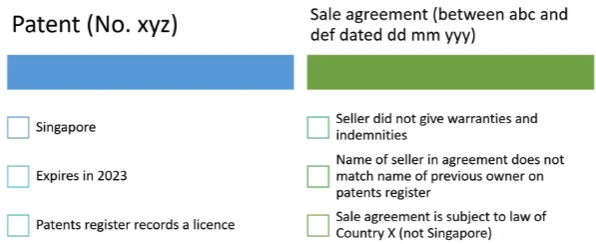 Patent (No. xyz)
Singapore
Expires in 2023
Patents register records a licence
Sale agreement (between abc and
def dated dd mm yyy)
Seller did not give warranties and
indemnities
Name of seller in agreement does not
match name of previous owner on
patents register
Sale agreement is subject to law of
Country X (not Singapore)